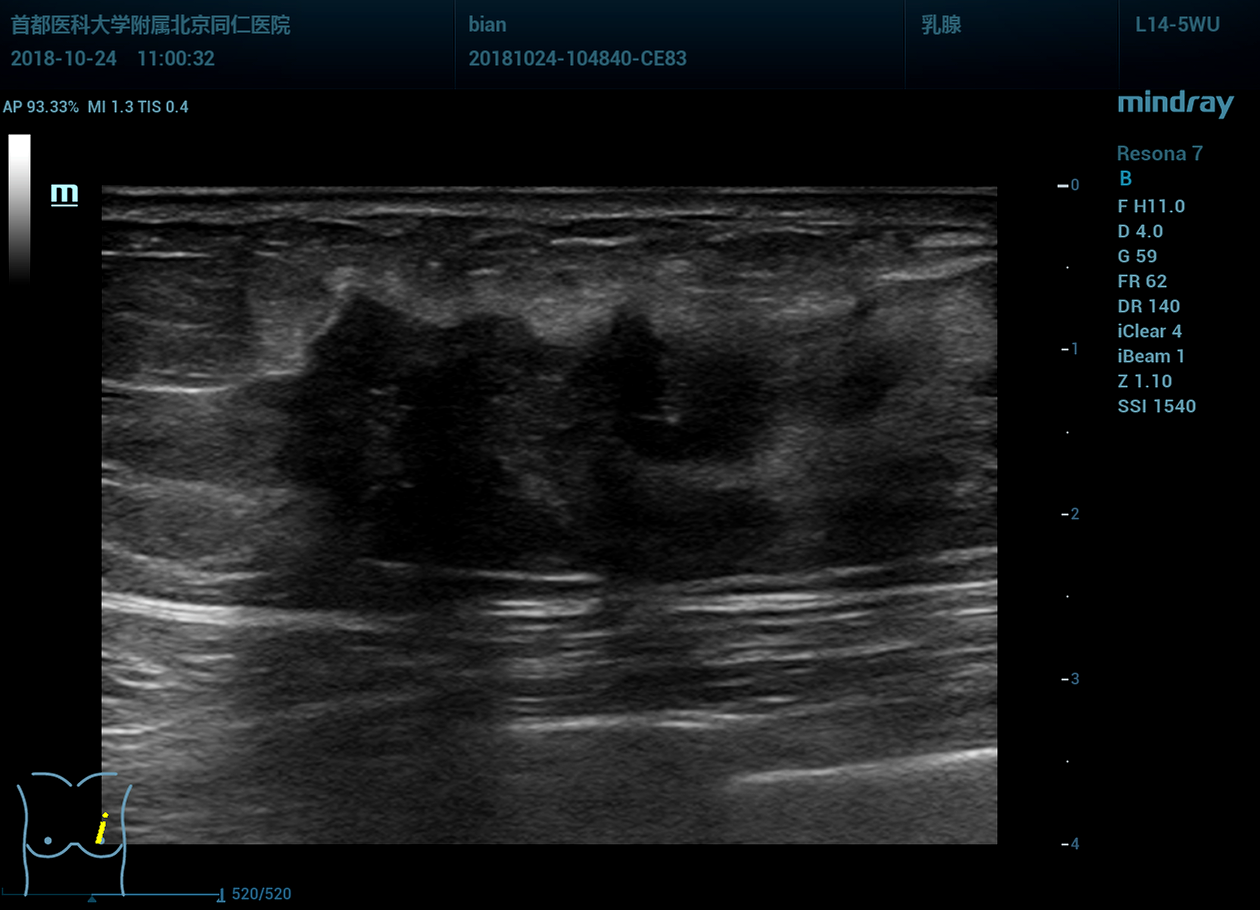 首都医科大学附属北京同仁医院
bian
乳腺
L14-5WU
2018-10-24 11:00:32
20181024-104840-CE83
AP 93.33% MI 1.3 TIS 0.4
mindray
m
Resona 7
B
F H11.0
D 4.0
G 59
FR 62
DR 140
iClear 4
iBeam 1
Z 1.10
SSI 1540
0
1
2
3
4
520/520